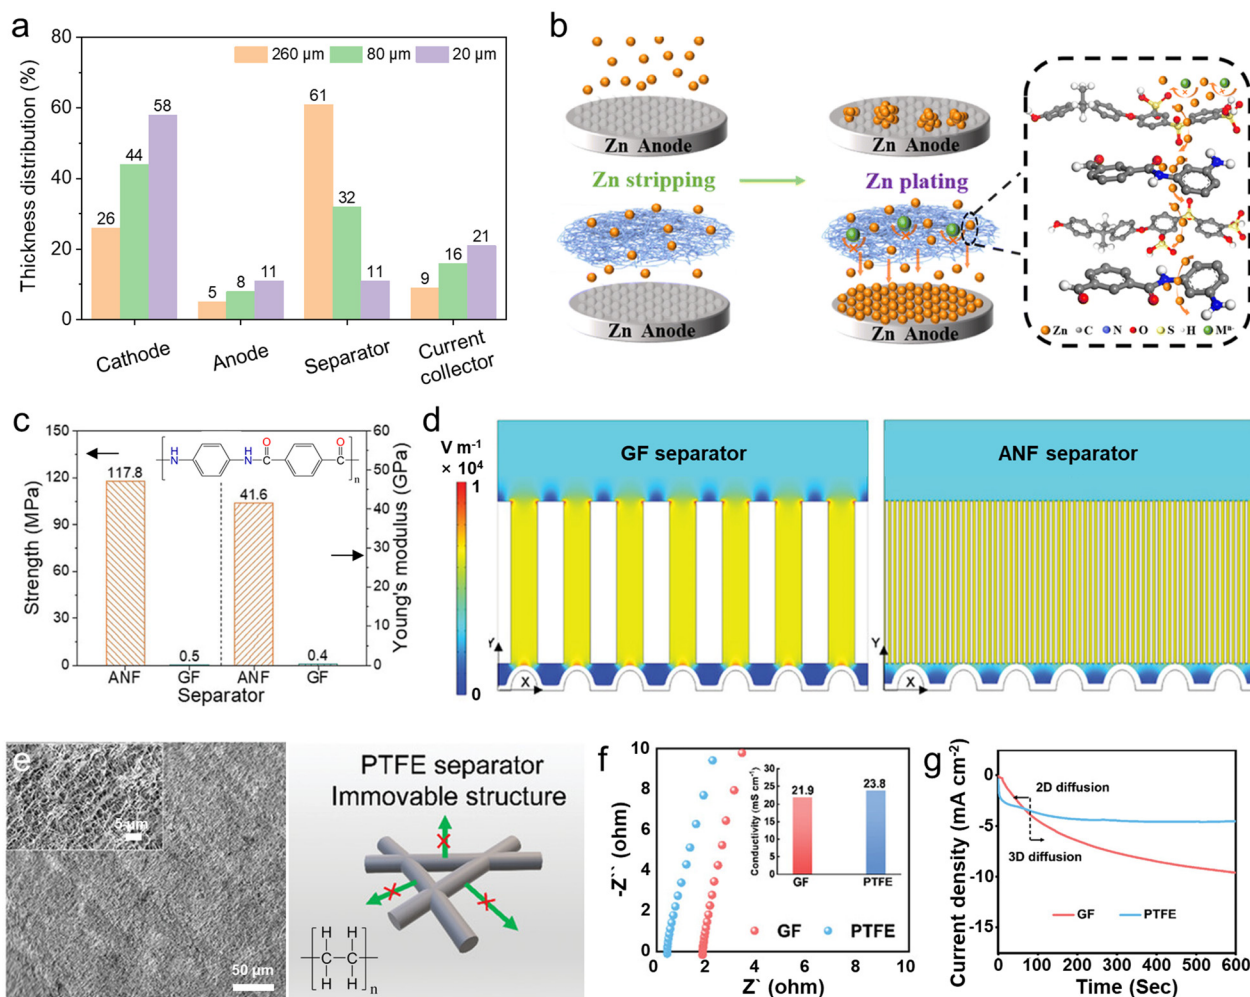 a
80
60
40
20
0
Thickness distribution (%)
260 µm
80 µm
20 µm
26
44
58
5
8
11
61
32
11
9
16
21
Cathode
Anode
Separator
Current
collector
b
Zn Anode
Zn Anode
Zn stripping
Zn plating
Zn Anode
Zn Anode
Zn
C
N
O
S
H
Mⁿ⁻
c
150
120
90
60
30
0
Strength (MPa)
117.8
0.5
41.6
0.4
NH
NH
O
O
n
60
50
40
30
20
10
0
Young's modulus (GPa)
ANF
GF
ANF
GF
Separator
d
V m⁻¹
× 10⁴
1
0
GF separator
Y
X
ANF separator
Y
X
e
5 µm
50 µm
PTFE separator
Immovable structure
H H
C C
H H
n
f
10
8
6
4
2
0
-Z`` (ohm)
0
2
4
6
8
10
Z` (ohm)
GF
PTFE
30
25
20
15
10
5
0
Conductivity (mS cm⁻¹)
21.9
23.8
GF
PTFE
g
0
-5
-10
-15
Current density (mA cm⁻²)
2D diffusion
3D diffusion
GF
PTFE
0 100 200 300 400 500 600
Time (Sec)